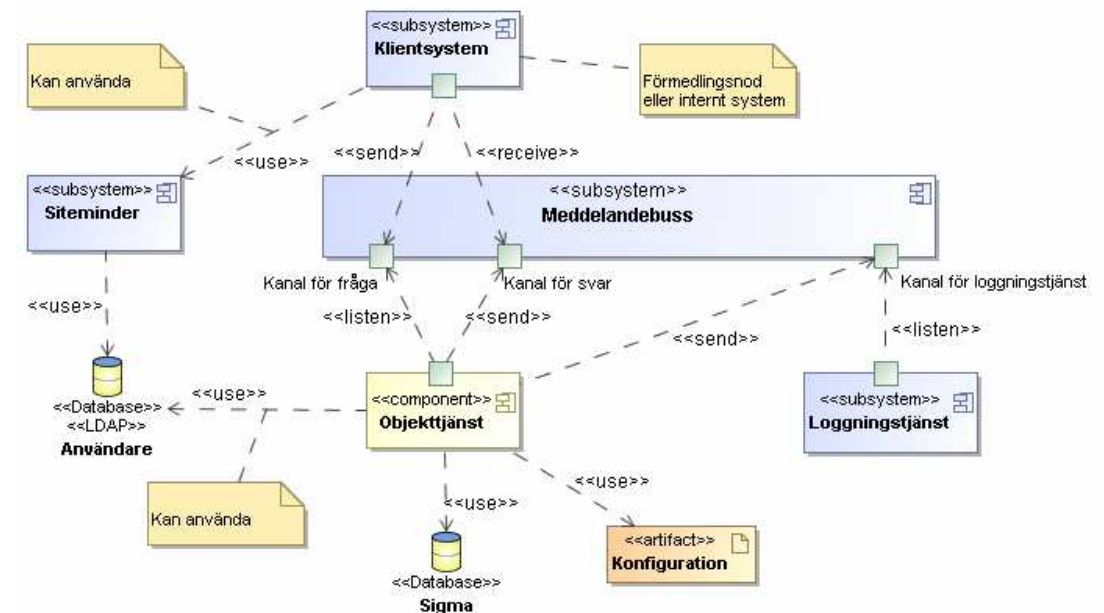 <<subsystem>>
Klientsystem
Kan använda
Förmedlingsnod
eller internt system
<<send>>
<<receive>>
<<use>>
<<subsystem>>
Siteminder
<<subsystem>>
Meddelandebuss
Kanal för fråga
Kanal för svar
Kanal för loggningstjänst
<<use>>
<<listen>>
<<send>>
<<send>>
<<listen>>
<<use>>
<<Database>>
<<LDAP>>
Användare
<<component>>
Objekttjänst
<<subsystem>>
Loggningstjänst
Kan använda
<<use>>
<<use>>
<<artifact>>
Konfiguration
<<Database>>
Sigma